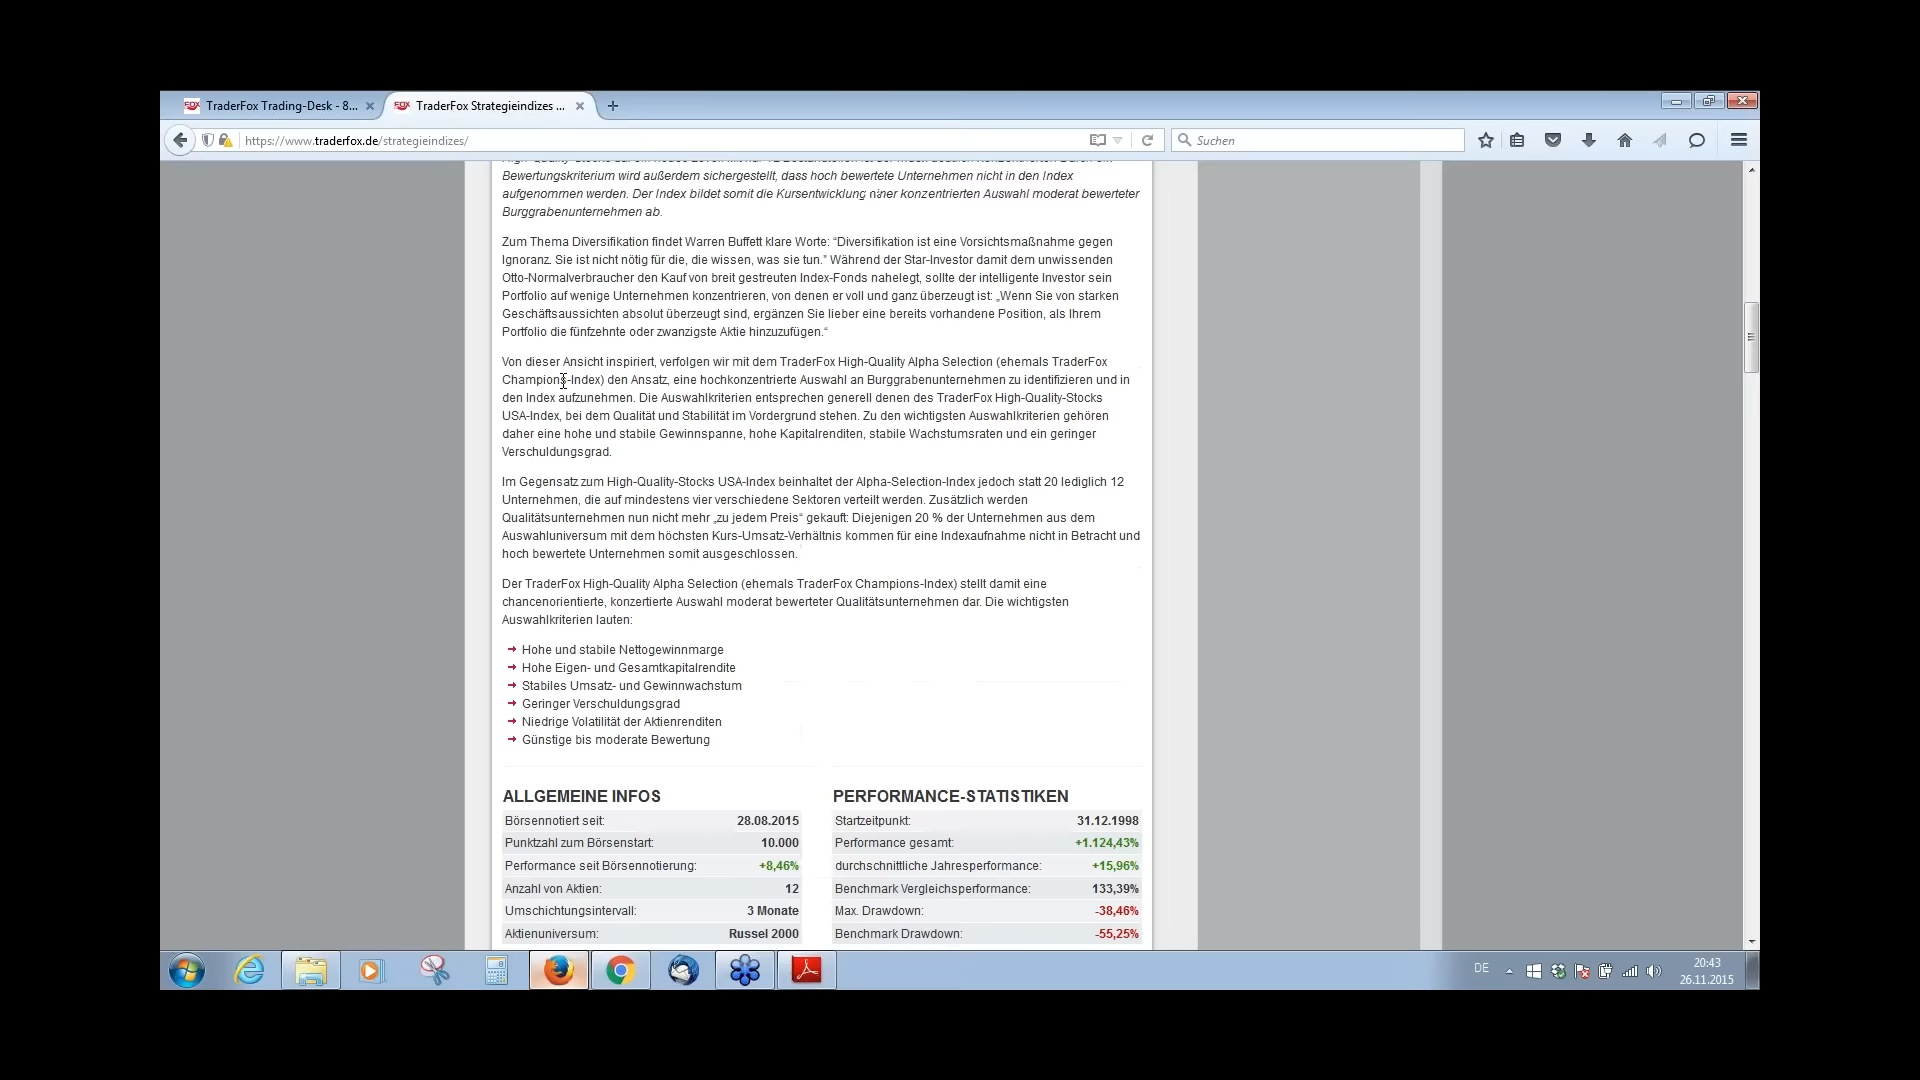 TraderFox Trading-Desk - 8...
TraderFox Strategieindizes ...
https://www.traderfox.de/strategieindizes/
Suchen
Bewertungskriterium wird außerdem sichergestellt, dass hoch bewertete Unternehmen nicht in den Index
aufgenommen werden. Der Index bildet somit die Kursentwicklung einer konzentrierten Auswahl moderat bewerteter
Burggrabenunternehmen ab.
Zum Thema Diversifikation findet Warren Buffett klare Worte: “Diversifikation ist eine Vorsichtsmaßnahme gegen
Ignoranz. Sie ist nicht nötig für die, die wissen, was sie tun.” Während der Star-Investor damit dem unwissenden
Otto-Normalverbraucher den Kauf von breit gestreuten Index-Fonds nahelegt, sollte der intelligente Investor sein
Portfolio auf wenige Unternehmen konzentrieren, von denen er voll und ganz überzeugt ist: „Wenn Sie von starken
Geschäftsaussichten absolut überzeugt sind, ergänzen Sie lieber eine bereits vorhandene Position, als Ihrem
Portfolio die fünfzehnte oder zwanzigste Aktie hinzuzufügen.“
Von dieser Ansicht inspiriert, verfolgen wir mit dem TraderFox High-Quality Alpha Selection (ehemals TraderFox
Champions-Index) den Ansatz, eine hochkonzentrierte Auswahl an Burggrabenunternehmen zu identifizieren und in
den Index aufzunehmen. Die Auswahlkriterien entsprechen generell denen des TraderFox High-Quality-Stocks
USA-Index, bei dem Qualität und Stabilität im Vordergrund stehen. Zu den wichtigsten Auswahlkriterien gehören
daher eine hohe und stabile Gewinnspanne, hohe Kapitalrenditen, stabile Wachstumsraten und ein geringer
Verschuldungsgrad.
Im Gegensatz zum High-Quality-Stocks USA-Index beinhaltet der Alpha-Selection-Index jedoch statt 20 lediglich 12
Unternehmen, die auf mindestens vier verschiedene Sektoren verteilt werden. Zusätzlich werden
Qualitätsunternehmen nun nicht mehr „zu jedem Preis“ gekauft: Diejenigen 20 % der Unternehmen aus dem
Auswahluniversum mit dem höchsten Kurs-Umsatz-Verhältnis kommen für eine Indexaufnahme nicht in Betracht und
hoch bewertete Unternehmen somit ausgeschlossen.
Der TraderFox High-Quality Alpha Selection (ehemals TraderFox Champions-Index) stellt damit eine
chancenorientierte, konzertierte Auswahl moderat bewerteter Qualitätsunternehmen dar. Die wichtigsten
Auswahlkriterien lauten:
Hohe und stabile Nettogewinnmarge
Hohe Eigen- und Gesamtkapitalrendite
Stabiles Umsatz- und Gewinnwachstum
Geringer Verschuldungsgrad
Niedrige Volatilität der Aktienrenditen
Günstige bis moderate Bewertung
ALLGEMEINE INFOS
Börsennotiert seit: 28.08.2015
Punktzahl zum Börsenstart: 10.000
Performance seit Börsennotierung: +8,46%
Anzahl von Aktien: 12
Umschichtungsintervall: 3 Monate
Aktienuniversum: Russel 2000
PERFORMANCE-STATISTIKEN
Startzeitpunkt: 31.12.1998
Performance gesamt: +1.124,43%
durchschnittliche Jahresperformance: +15,96%
Benchmark Vergleichsperformance: 133,39%
Max. Drawdown: -38,46%
Benchmark Drawdown: -55,25%
DE
20:43
26.11.2015